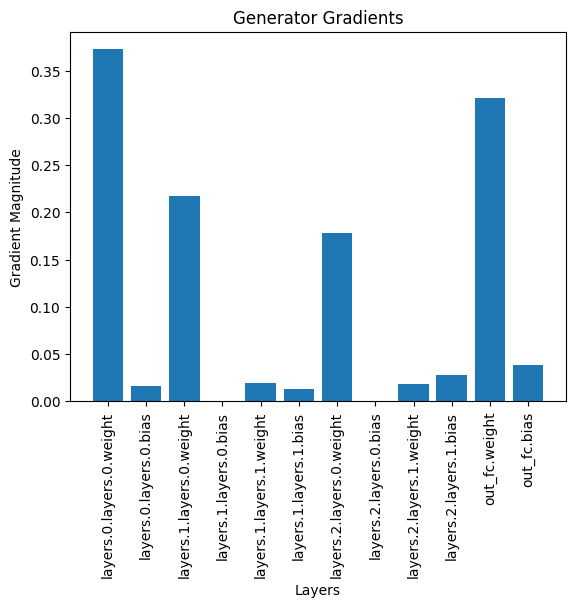 Generator Gradients
Gradient Magnitude
0.35
0.30
0.25
0.20
0.15
0.10
0.05
0.00
layers.0.layers.0.weight
layers.0.layers.0.bias
layers.1.layers.0.weight
layers.1.layers.0.bias
layers.1.layers.1.weight
layers.1.layers.1.bias
layers.2.layers.0.weight
layers.2.layers.0.bias
layers.2.layers.1.weight
layers.2.layers.1.bias
out_fc.weight
out_fc.bias
Layers